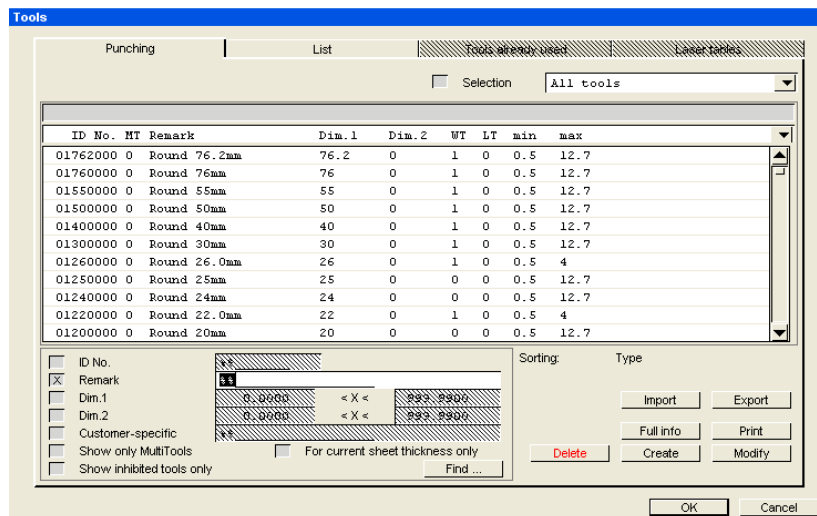 Tools
Punching List Tools already used Laser tables
Selection All tools
ID No. MT Remark Dim.1 Dim.2 WT LT min max
01762000 0 Round 76.2mm 76.2 0 1 0 0.5 12.7
01760000 0 Round 76mm 76 0 1 0 0.5 12.7
01550000 0 Round 55mm 55 0 1 0 0.5 12.7
01500000 0 Round 50mm 50 0 1 0 0.5 12.7
01400000 0 Round 40mm 40 0 1 0 0.5 12.7
01300000 0 Round 30mm 30 0 1 0 0.5 12.7
01260000 0 Round 26.0mm 26 0 1 0 0.5 4
01250000 0 Round 25mm 25 0 0 0 0.5 12.7
01240000 0 Round 24mm 24 0 0 0 0.5 12.7
01220000 0 Round 22.0mm 22 0 1 0 0.5 4
01200000 0 Round 20mm 20 0 0 0 0.5 12.7
ID No. %% Sorting: Type
X Remark %%
Dim.1 0.0000 < X < 999.9900 Import Export
Dim.2 0.0000 < X < 999.9900
Customer-specific %% Full info Print
Show only MultiTools For current sheet thickness only Delete Create Modify
Show inhibited tools only Find ...
OK Cancel